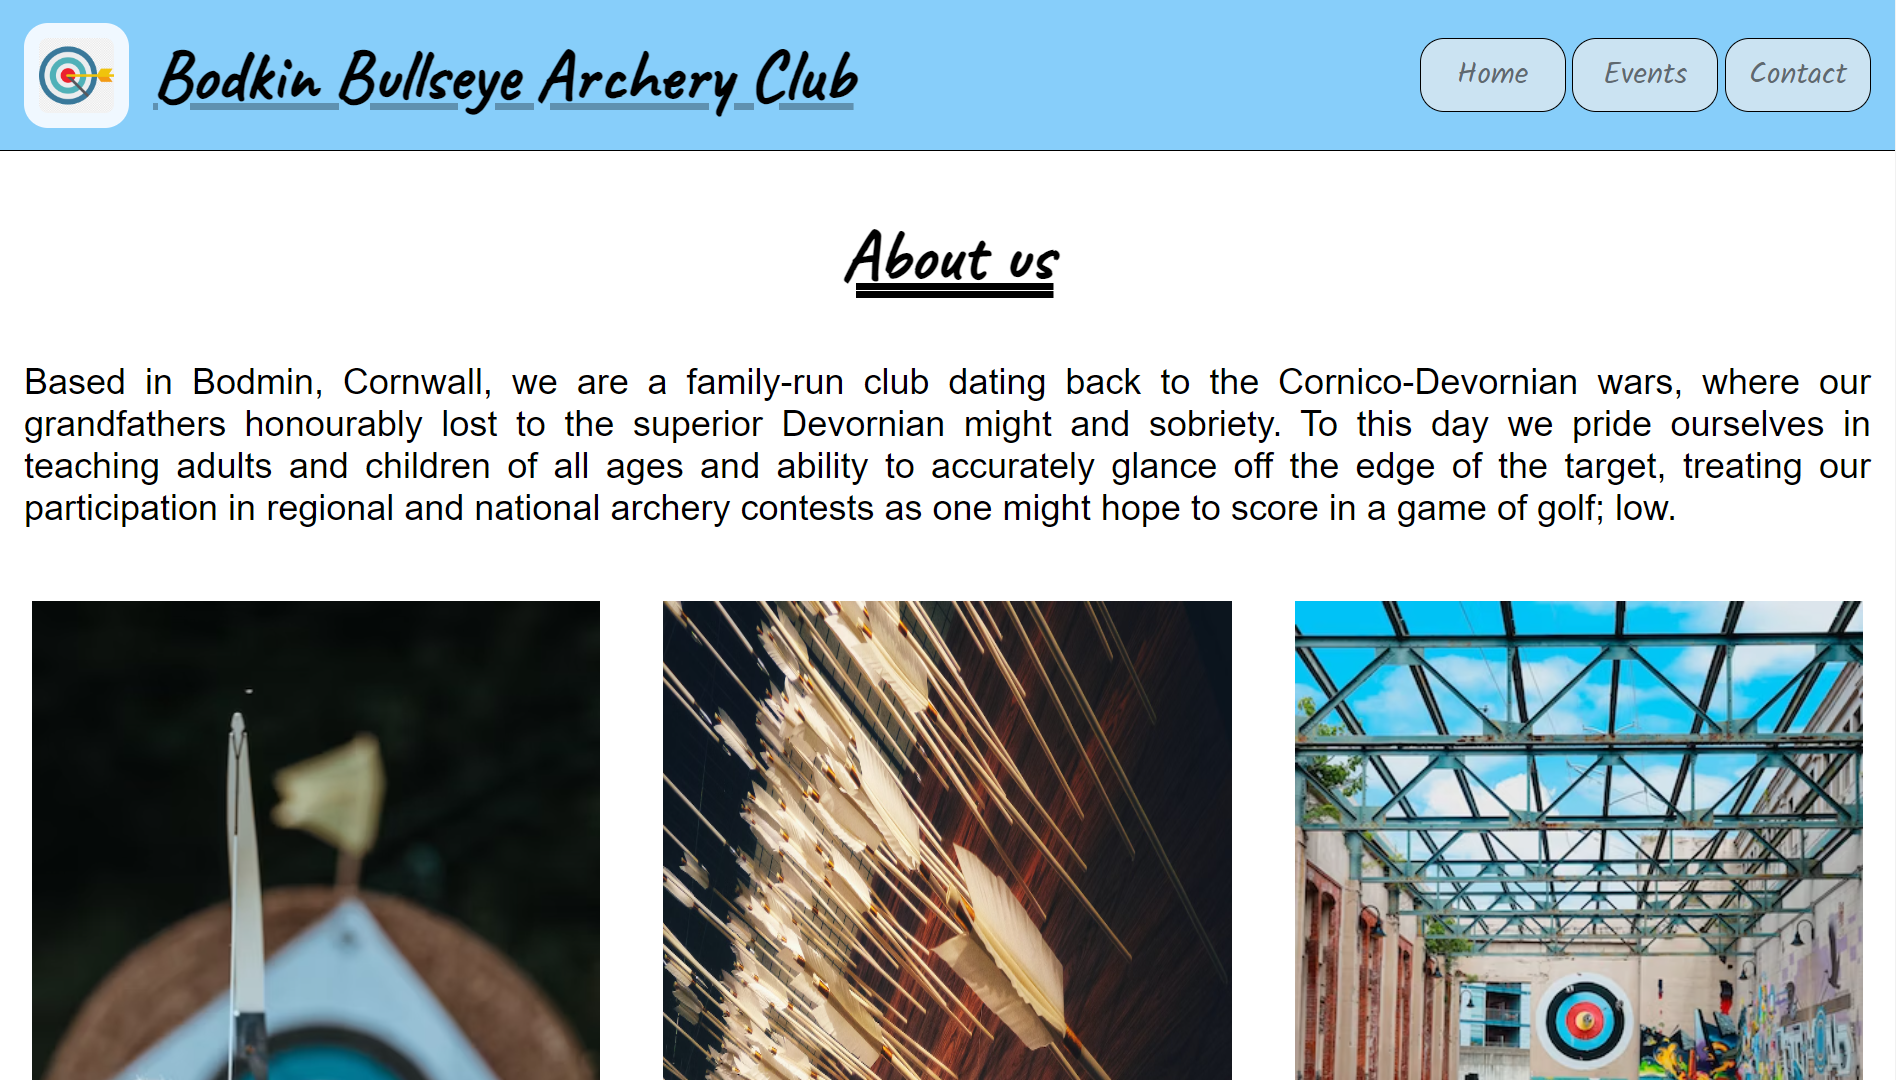 Bodkin Bullseye Archery Club
Home
Events
Contact
About us
Based in Bodmin, Cornwall, we are a family-run club dating back to the Cornico-Devornian wars, where our
grandfathers honourably lost to the superior Devornian might and sobriety. To this day we pride ourselves in
teaching adults and children of all ages and ability to accurately glance off the edge of the target, treating our
participation in regional and national archery contests as one might hope to score in a game of golf; low.